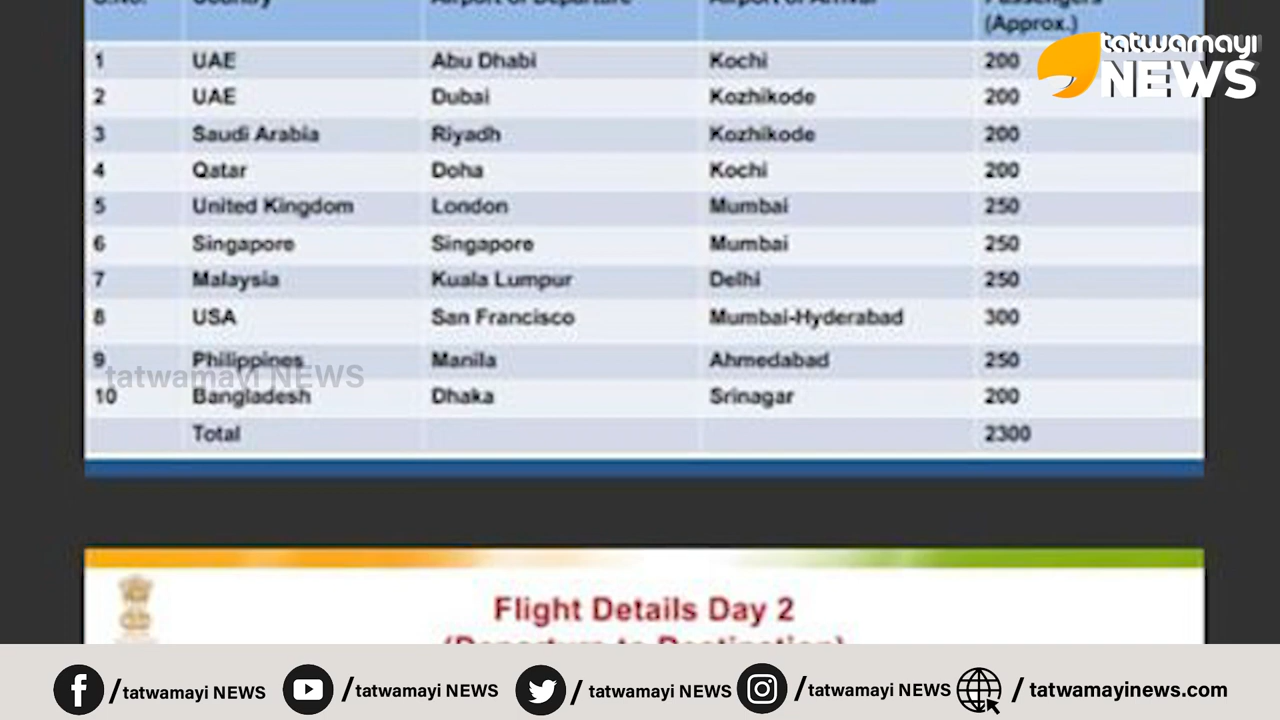 S.No. Country Airport of Departure Airport of Arrival Passengers
(Approx.)
1 UAE Abu Dhabi Kochi 200
2 UAE Dubai Kozhikode 200
3 Saudi Arabia Riyadh Kozhikode 200
4 Qatar Doha Kochi 200
5 United Kingdom London Mumbai 250
6 Singapore Singapore Mumbai 250
7 Malaysia Kuala Lumpur Delhi 250
8 USA San Francisco Mumbai-Hyderabad 300
9 Philippines Manila Ahmedabad 250
10 Bangladesh Dhaka Srinagar 200
Total 2300
tatwamayi NEWS
tatwamayi
NEWS
Flight Details Day 2
(Departure to Destination)
/tatwamayi NEWS /tatwamayi NEWS / tatwamayi NEWS /tatwamayi NEWS / tatwamayinews.com